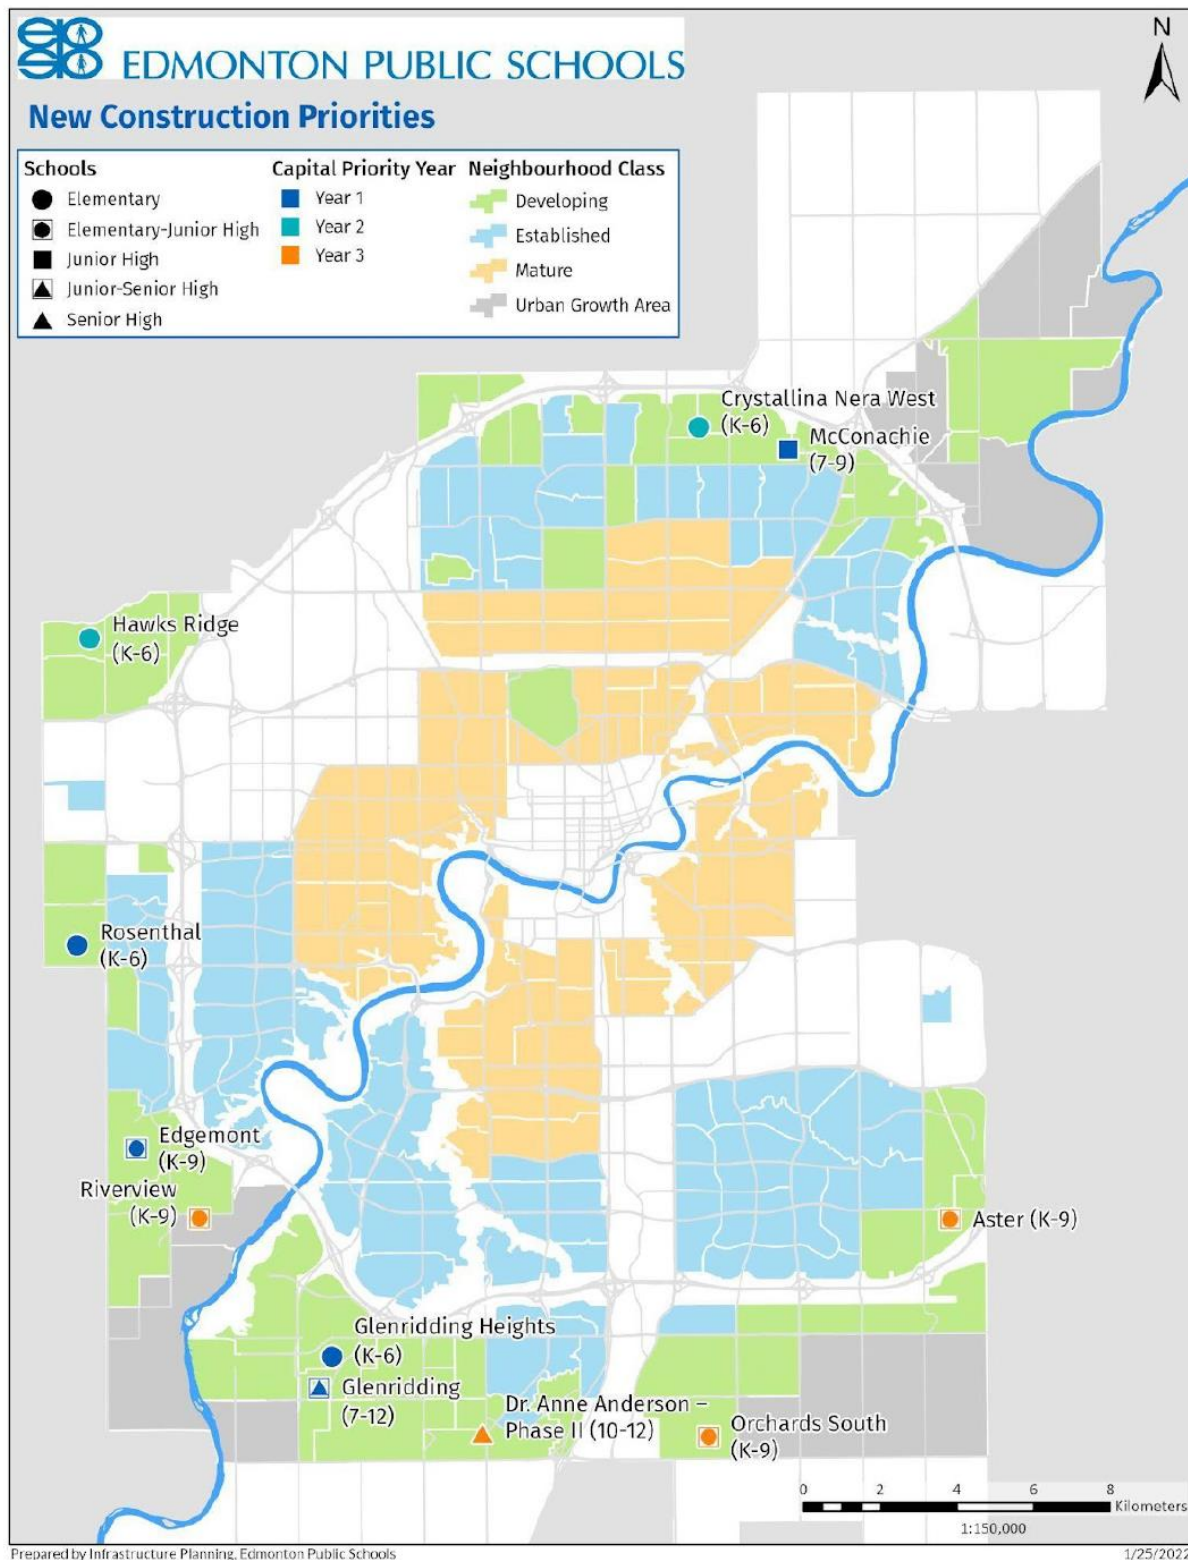 EDMONTON PUBLIC SCHOOLS
N
New Construction Priorities
Schools
Elementary
Elementary-Junior High
Junior High
Junior-Senior High
Senior High
Capital Priority Year
Year 1
Year 2
Year 3
Neighbourhood Class
Developing
Established
Mature
Urban Growth Area
Crystallina Nera West
(K-6)
McConachie
(7-9)
Hawks Ridge
(K-6)
Rosenthal
(K-6)
Edgemont
(K-9)
Riverview
(K-9)
Aster (K-9)
Glenridding Heights
(K-6)
Glenridding
(7-12)
Dr. Anne Anderson –
Phase II (10-12)
Orchards South
(K-9)
0 2 4 6 8
Kilometers
1:150,000
Prepared by Infrastructure Planning, Edmonton Public Schools
1/25/2022